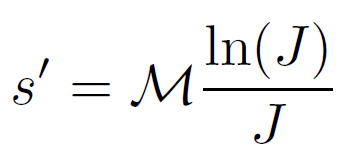 s′ = ℳ ln(J) / J